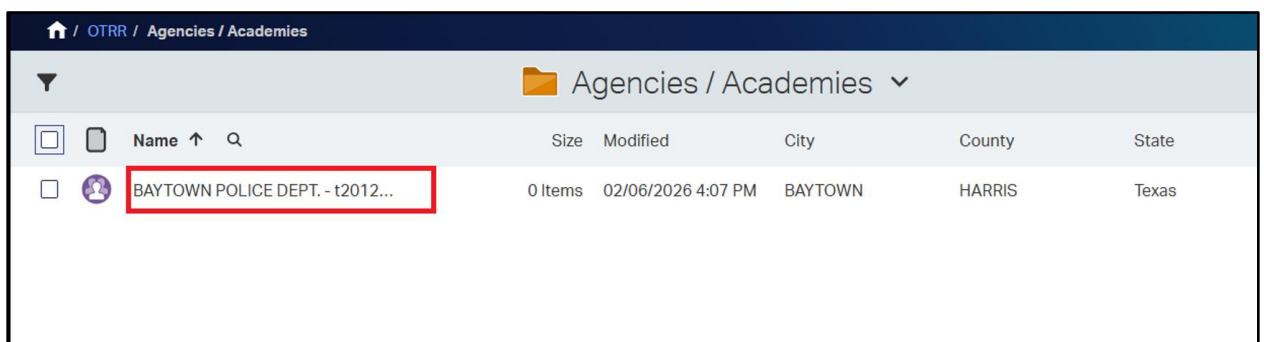 / OTRR / Agencies / Academies
Agencies / Academies
Name Size Modified City County State
BAYTOWN POLICE DEPT. - t2012... 0 Items 02/06/2026 4:07 PM BAYTOWN HARRIS Texas